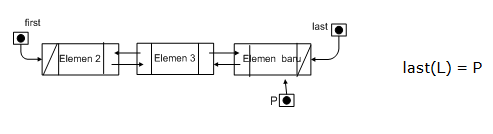 first
last
Elemen 2
Elemen 3
Elemen baru
last(L) = P
P